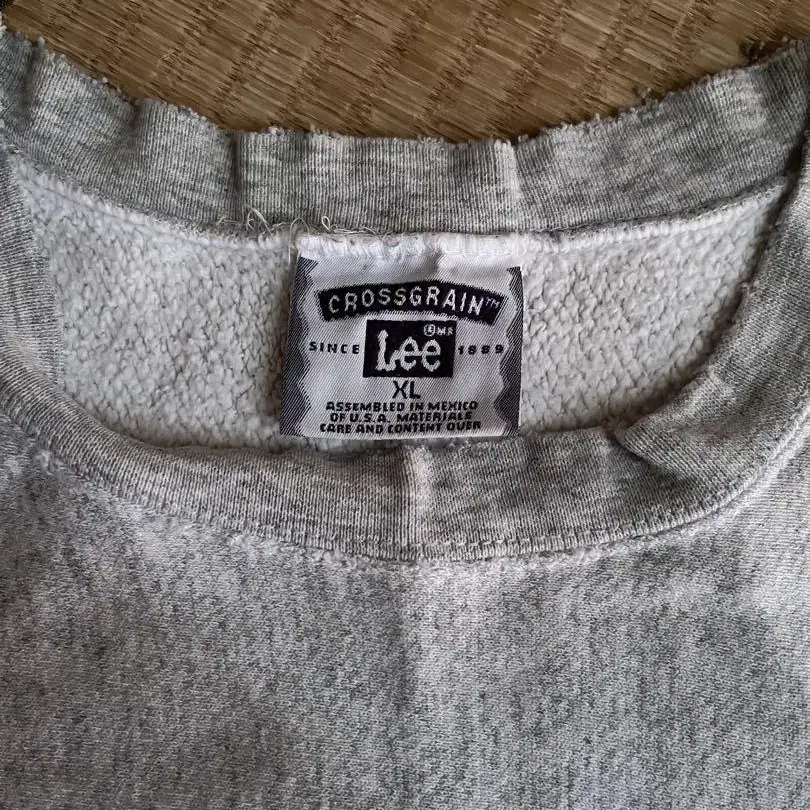 CROSSGRAIN™
® MR
SINCE Lee 1889
XL
ASSEMBLED IN MEXICO
OF U.S.A. MATERIALS
CARE AND CONTENT OVER